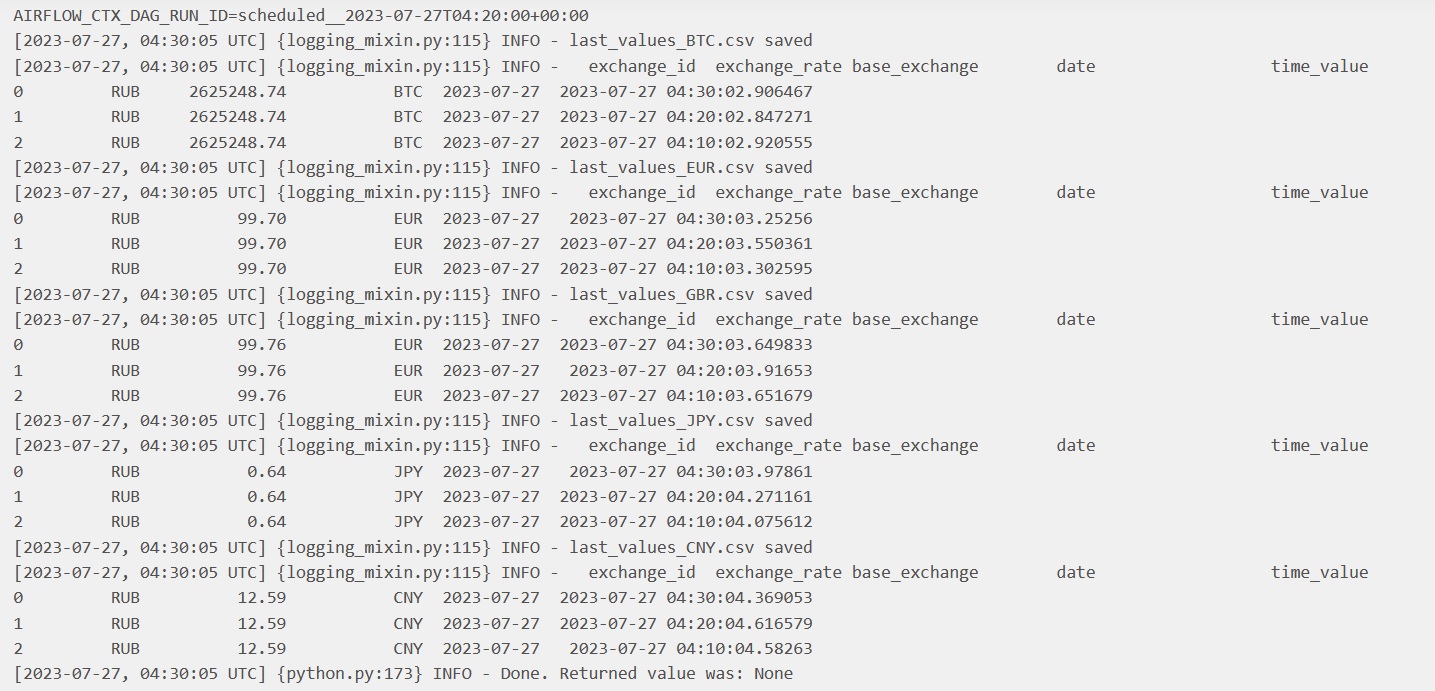 AIRFLOW_CTX_DAG_RUN_ID=scheduled__2023-07-27T04:20:00+00:00
[2023-07-27, 04:30:05 UTC] {logging_mixin.py:115} INFO - last_values_BTC.csv saved
[2023-07-27, 04:30:05 UTC] {logging_mixin.py:115} INFO -   exchange_id  exchange_rate base_exchange        date                  time_value
0         RUB     2625248.74           BTC  2023-07-27  2023-07-27 04:30:02.906467
1         RUB     2625248.74           BTC  2023-07-27  2023-07-27 04:20:02.847271
2         RUB     2625248.74           BTC  2023-07-27  2023-07-27 04:10:02.920555
[2023-07-27, 04:30:05 UTC] {logging_mixin.py:115} INFO - last_values_EUR.csv saved
[2023-07-27, 04:30:05 UTC] {logging_mixin.py:115} INFO -   exchange_id  exchange_rate base_exchange        date                  time_value
0         RUB          99.70           EUR  2023-07-27   2023-07-27 04:30:03.25256
1         RUB          99.70           EUR  2023-07-27  2023-07-27 04:20:03.550361
2         RUB          99.70           EUR  2023-07-27  2023-07-27 04:10:03.302595
[2023-07-27, 04:30:05 UTC] {logging_mixin.py:115} INFO - last_values_GBR.csv saved
[2023-07-27, 04:30:05 UTC] {logging_mixin.py:115} INFO -   exchange_id  exchange_rate base_exchange        date                  time_value
0         RUB          99.76           EUR  2023-07-27  2023-07-27 04:30:03.649833
1         RUB          99.76           EUR  2023-07-27   2023-07-27 04:20:03.91653
2         RUB          99.76           EUR  2023-07-27  2023-07-27 04:10:03.651679
[2023-07-27, 04:30:05 UTC] {logging_mixin.py:115} INFO - last_values_JPY.csv saved
[2023-07-27, 04:30:05 UTC] {logging_mixin.py:115} INFO -   exchange_id  exchange_rate base_exchange        date                  time_value
0         RUB           0.64           JPY  2023-07-27   2023-07-27 04:30:03.97861
1         RUB           0.64           JPY  2023-07-27  2023-07-27 04:20:04.271161
2         RUB           0.64           JPY  2023-07-27  2023-07-27 04:10:04.075612
[2023-07-27, 04:30:05 UTC] {logging_mixin.py:115} INFO - last_values_CNY.csv saved
[2023-07-27, 04:30:05 UTC] {logging_mixin.py:115} INFO -   exchange_id  exchange_rate base_exchange        date                  time_value
0         RUB          12.59           CNY  2023-07-27  2023-07-27 04:30:04.369053
1         RUB          12.59           CNY  2023-07-27  2023-07-27 04:20:04.616579
2         RUB          12.59           CNY  2023-07-27   2023-07-27 04:10:04.58263
[2023-07-27, 04:30:05 UTC] {python.py:173} INFO - Done. Returned value was: None